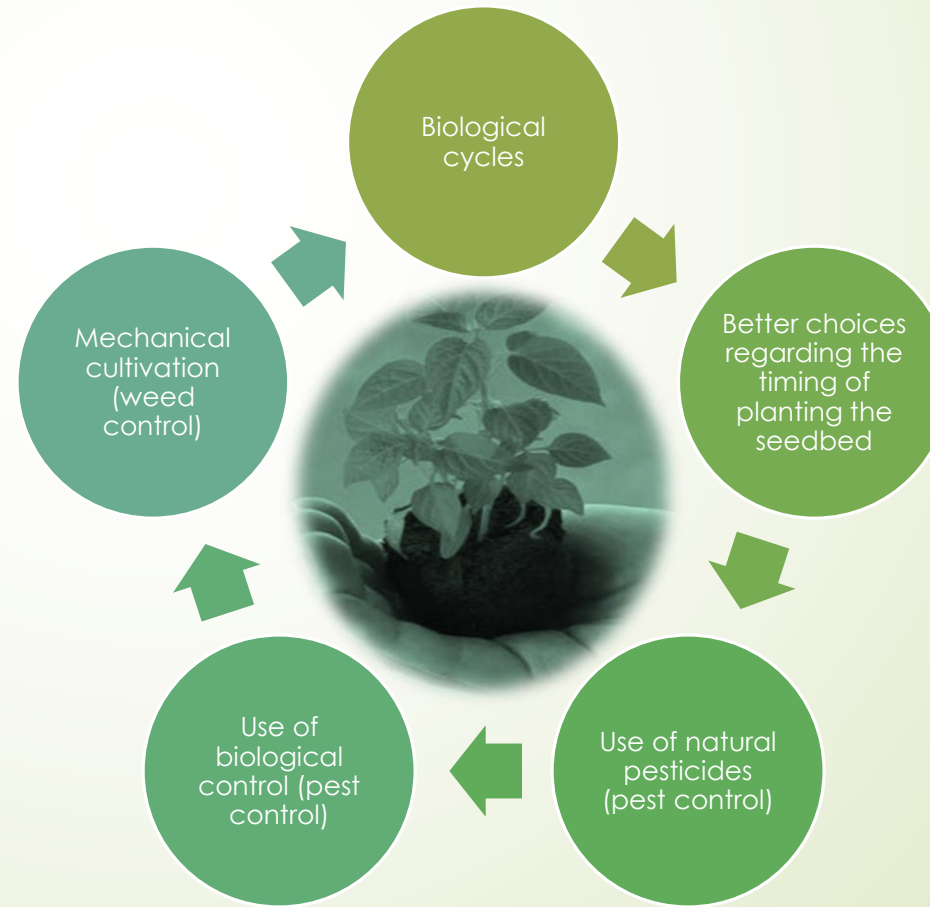 Biological
cycles
Better choices
regarding the
timing of
planting the
seedbed
Use of natural
pesticides
(pest control)
Use of
biological
control (pest
control)
Mechanical
cultivation
(weed
control)